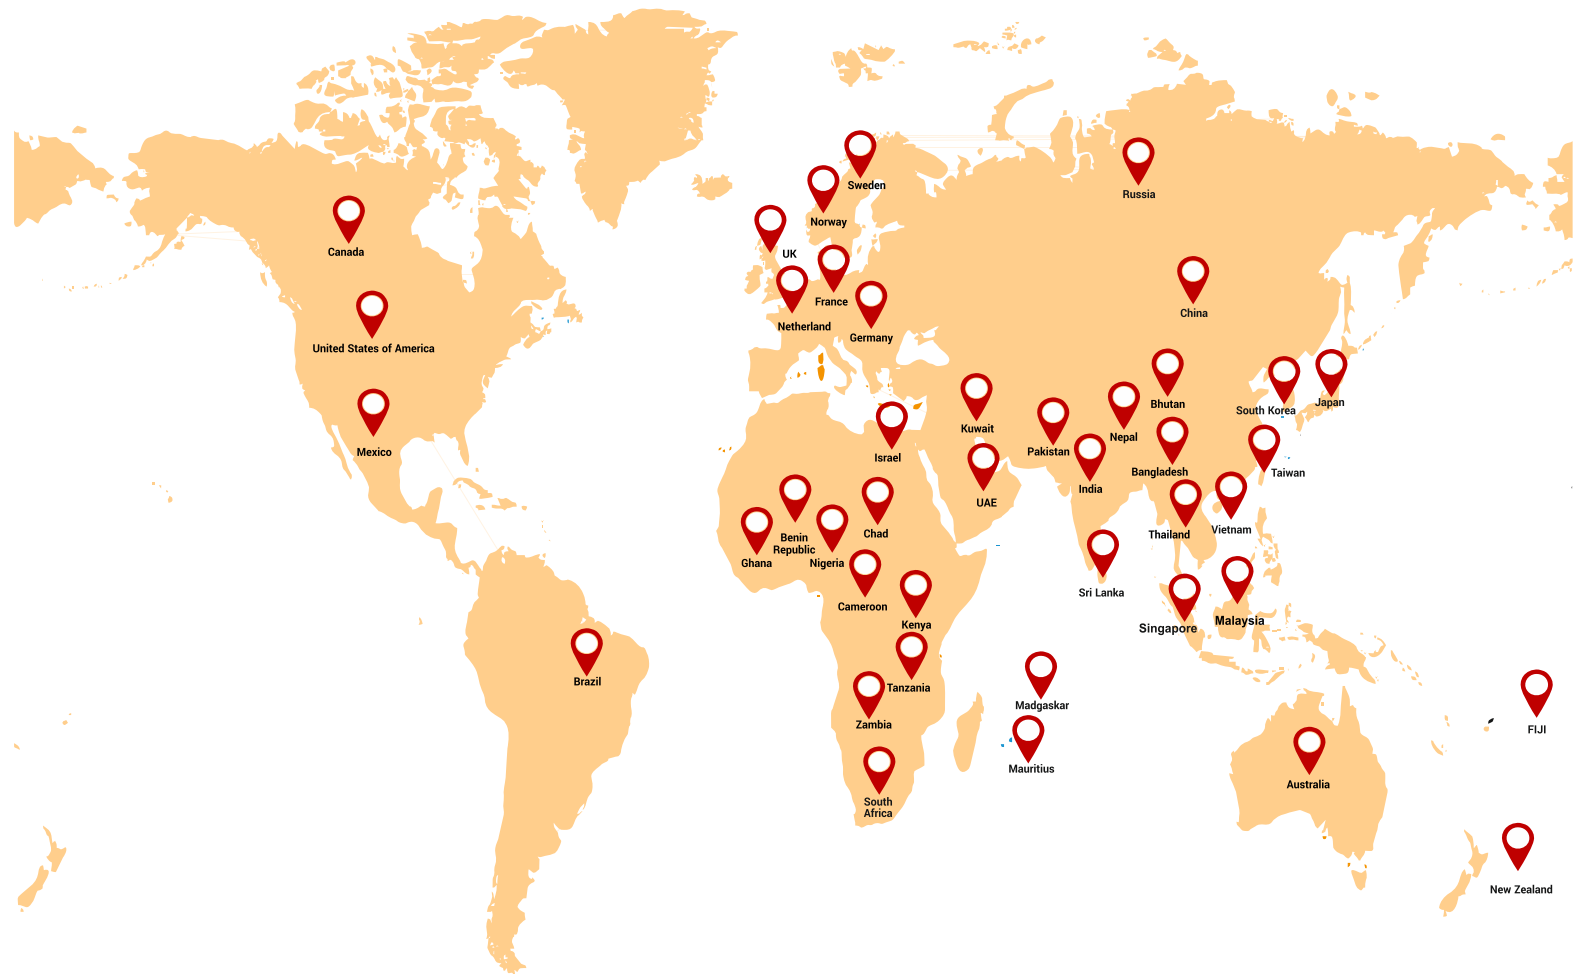 Sweden
Russia
Norway
Canada
UK
France
China
Netherland
Germany
United States of America
Bhutan
Japan
South Korea
Kuwait
Nepal
Mexico
Pakistan
Israel
Bangladesh
Taiwan
India
UAE
Vietnam
Chad
Thailand
Benin
Republic
Ghana
Nigeria
Sri Lanka
Cameroon
Malaysia
Kenya
Singapore
Brazil
Tanzania
Madgaskar
Zambia
FIJI
Mauritius
Australia
South
Africa
New Zealand